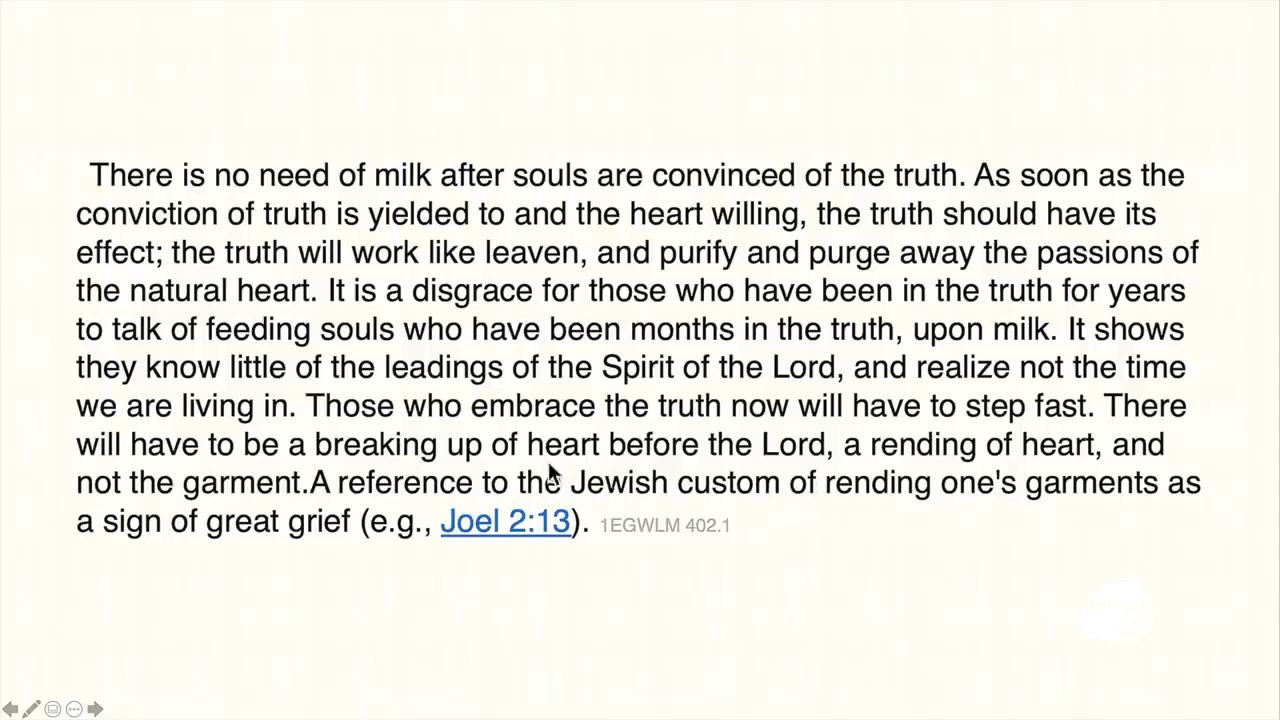 There is no need of milk after souls are convinced of the truth. As soon as the
conviction of truth is yielded to and the heart willing, the truth should have its
effect; the truth will work like leaven, and purify and purge away the passions of
the natural heart. It is a disgrace for those who have been in the truth for years
to talk of feeding souls who have been months in the truth, upon milk. It shows
they know little of the leadings of the Spirit of the Lord, and realize not the time
we are living in. Those who embrace the truth now will have to step fast. There
will have to be a breaking up of heart before the Lord, a rending of heart, and
not the garment.A reference to the Jewish custom of rending one's garments as
a sign of great grief (e.g., Joel 2:13). 1EGWLM 402.1